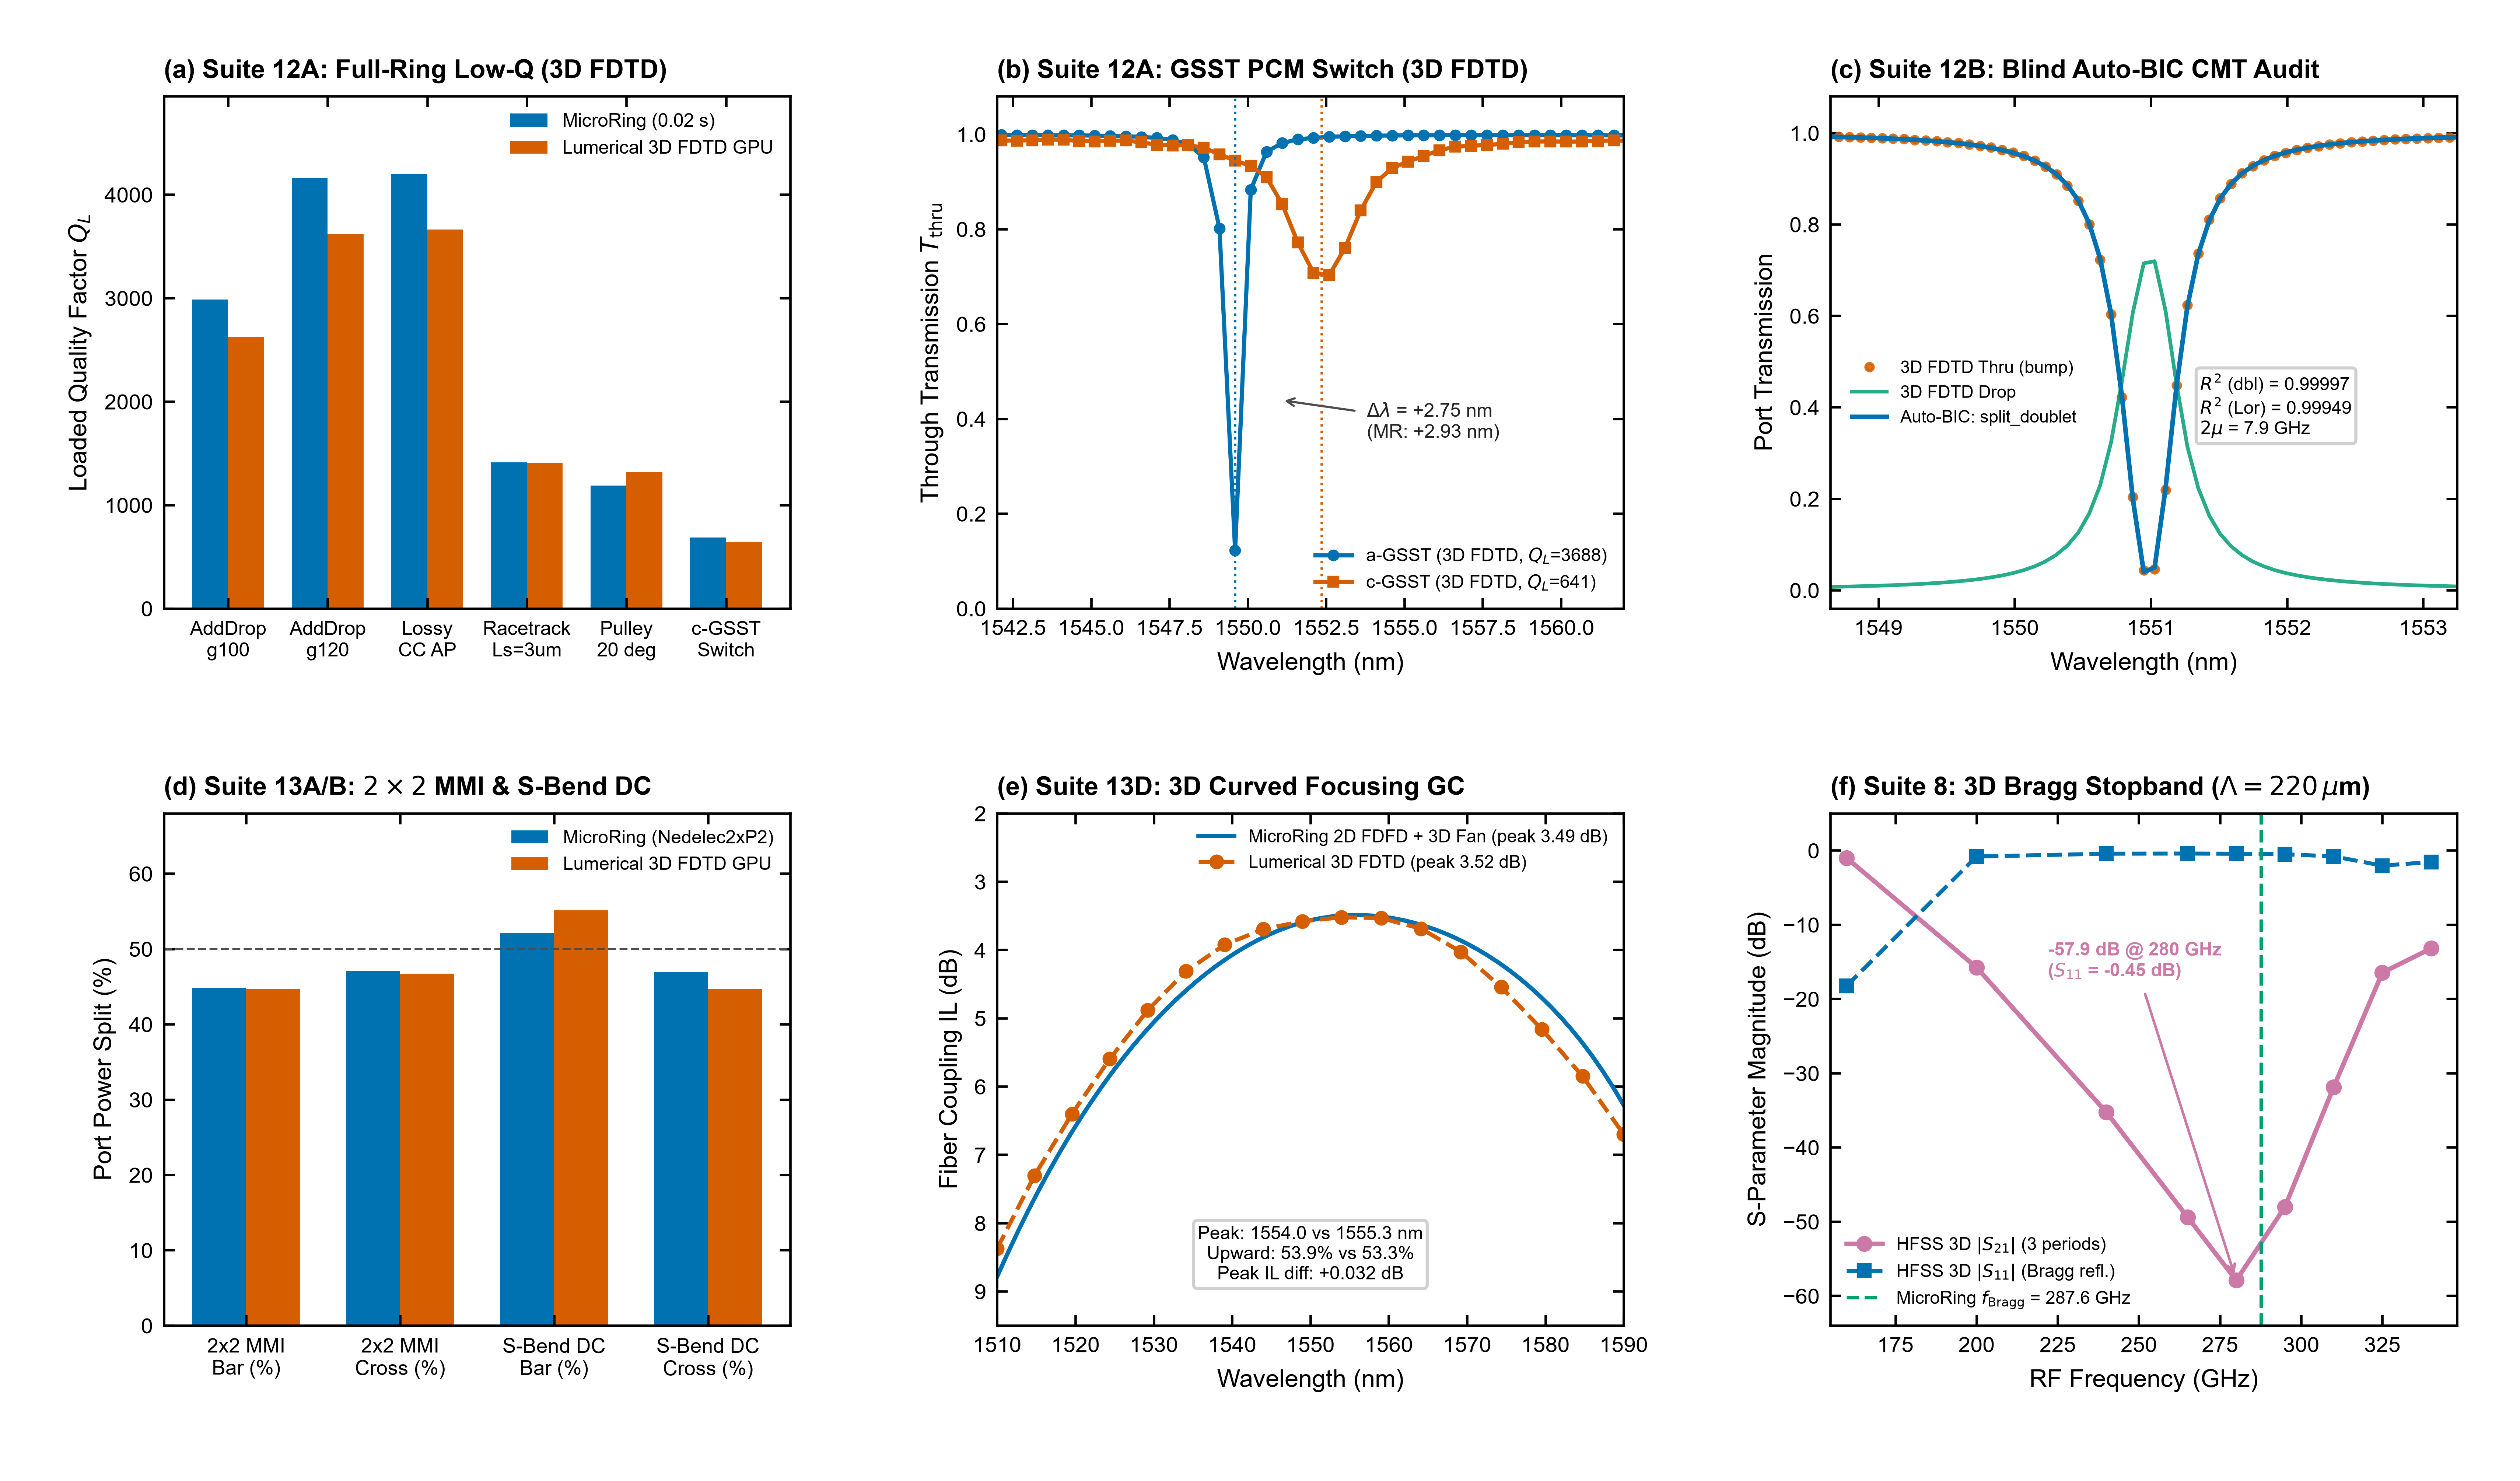 (a) Suite 12A: Full-Ring Low-Q (3D FDTD)
MicroRing (0.02 s)
Lumerical 3D FDTD GPU
Loaded Quality Factor Q_L
4000
3000
2000
1000
0
AddDrop
g100
AddDrop
g120
Lossy
CC AP
Racetrack
Ls=3um
Pulley
20 deg
c-GSST
Switch
(b) Suite 12A: GSST PCM Switch (3D FDTD)
Through Transmission T_thru
1.0
0.8
0.6
0.4
0.2
0.0
Δλ = +2.75 nm
(MR: +2.93 nm)
a-GSST (3D FDTD, Q_L=3688)
c-GSST (3D FDTD, Q_L=641)
1542.5 1545.0 1547.5 1550.0 1552.5 1555.0 1557.5 1560.0
Wavelength (nm)
(c) Suite 12B: Blind Auto-BIC CMT Audit
Port Transmission
1.0
0.8
0.6
0.4
0.2
0.0
3D FDTD Thru (bump)
3D FDTD Drop
Auto-BIC: split_doublet
R² (dbl) = 0.99997
R² (Lor) = 0.99949
2μ = 7.9 GHz
1549 1550 1551 1552 1553
Wavelength (nm)
(d) Suite 13A/B: 2 × 2 MMI & S-Bend DC
MicroRing (Nedelec2xP2)
Lumerical 3D FDTD GPU
Port Power Split (%)
60
50
40
30
20
10
0
2x2 MMI
Bar (%)
2x2 MMI
Cross (%)
S-Bend DC
Bar (%)
S-Bend DC
Cross (%)
(e) Suite 13D: 3D Curved Focusing GC
MicroRing 2D FDFD + 3D Fan (peak 3.49 dB)
Lumerical 3D FDTD (peak 3.52 dB)
Fiber Coupling IL (dB)
2
3
4
5
6
7
8
9
Peak: 1554.0 vs 1555.3 nm
Upward: 53.9% vs 53.3%
Peak IL diff: +0.032 dB
1510 1520 1530 1540 1550 1560 1570 1580 1590
Wavelength (nm)
(f) Suite 8: 3D Bragg Stopband (Λ = 220 μm)
S-Parameter Magnitude (dB)
0
−10
−20
−30
−40
−50
−60
-57.9 dB @ 280 GHz
(S₁₁ = -0.45 dB)
HFSS 3D |S₂₁| (3 periods)
HFSS 3D |S₁₁| (Bragg refl.)
MicroRing f_Bragg = 287.6 GHz
175 200 225 250 275 300 325
RF Frequency (GHz)